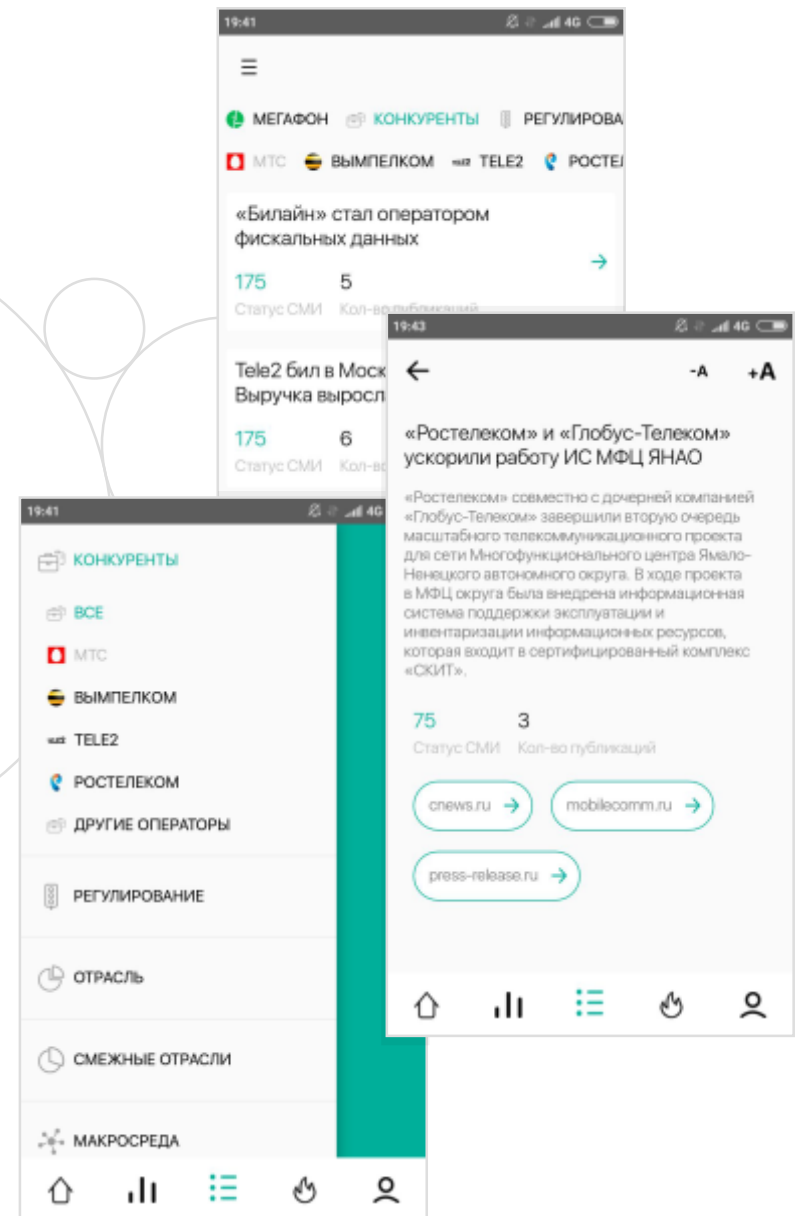 19:41
4G
МЕГАФОН КОНКУРЕНТЫ РЕГУЛИРОВА
МТС ВЫМПЕЛКОМ TELE2 РОСТЕЛ
«Билайн» стал оператором
фискальных данных
175 5
Статус СМИ Кол-во публикаций
Tele2 бил в Моск
Выручка выросл
175 6
Статус СМИ Кол-во
19:43
4G
-A +A
«Ростелеком» и «Глобус-Телеком»
ускорили работу ИС МФЦ ЯНАО
«Ростелеком» совместно с дочерней компанией
«Глобус-Телеком» завершили вторую очередь
масштабного телекоммуникационного проекта
для сети Многофункционального центра Ямало-
Ненецкого автономного округа. В ходе проекта
в МФЦ округа была внедрена информационная
система поддержки эксплуатации и
инвентаризации информационных ресурсов,
которая входит в сертифицированный комплекс
«СКИТ».
75 3
Статус СМИ Кол-во публикаций
cnews.ru mobilecomm.ru
press-release.ru
19:41
4G
КОНКУРЕНТЫ
ВСЕ
МТС
ВЫМПЕЛКОМ
TELE2
РОСТЕЛЕКОМ
ДРУГИЕ ОПЕРАТОРЫ
РЕГУЛИРОВАНИЕ
ОТРАСЛЬ
СМЕЖНЫЕ ОТРАСЛИ
МАКРОСРЕДА